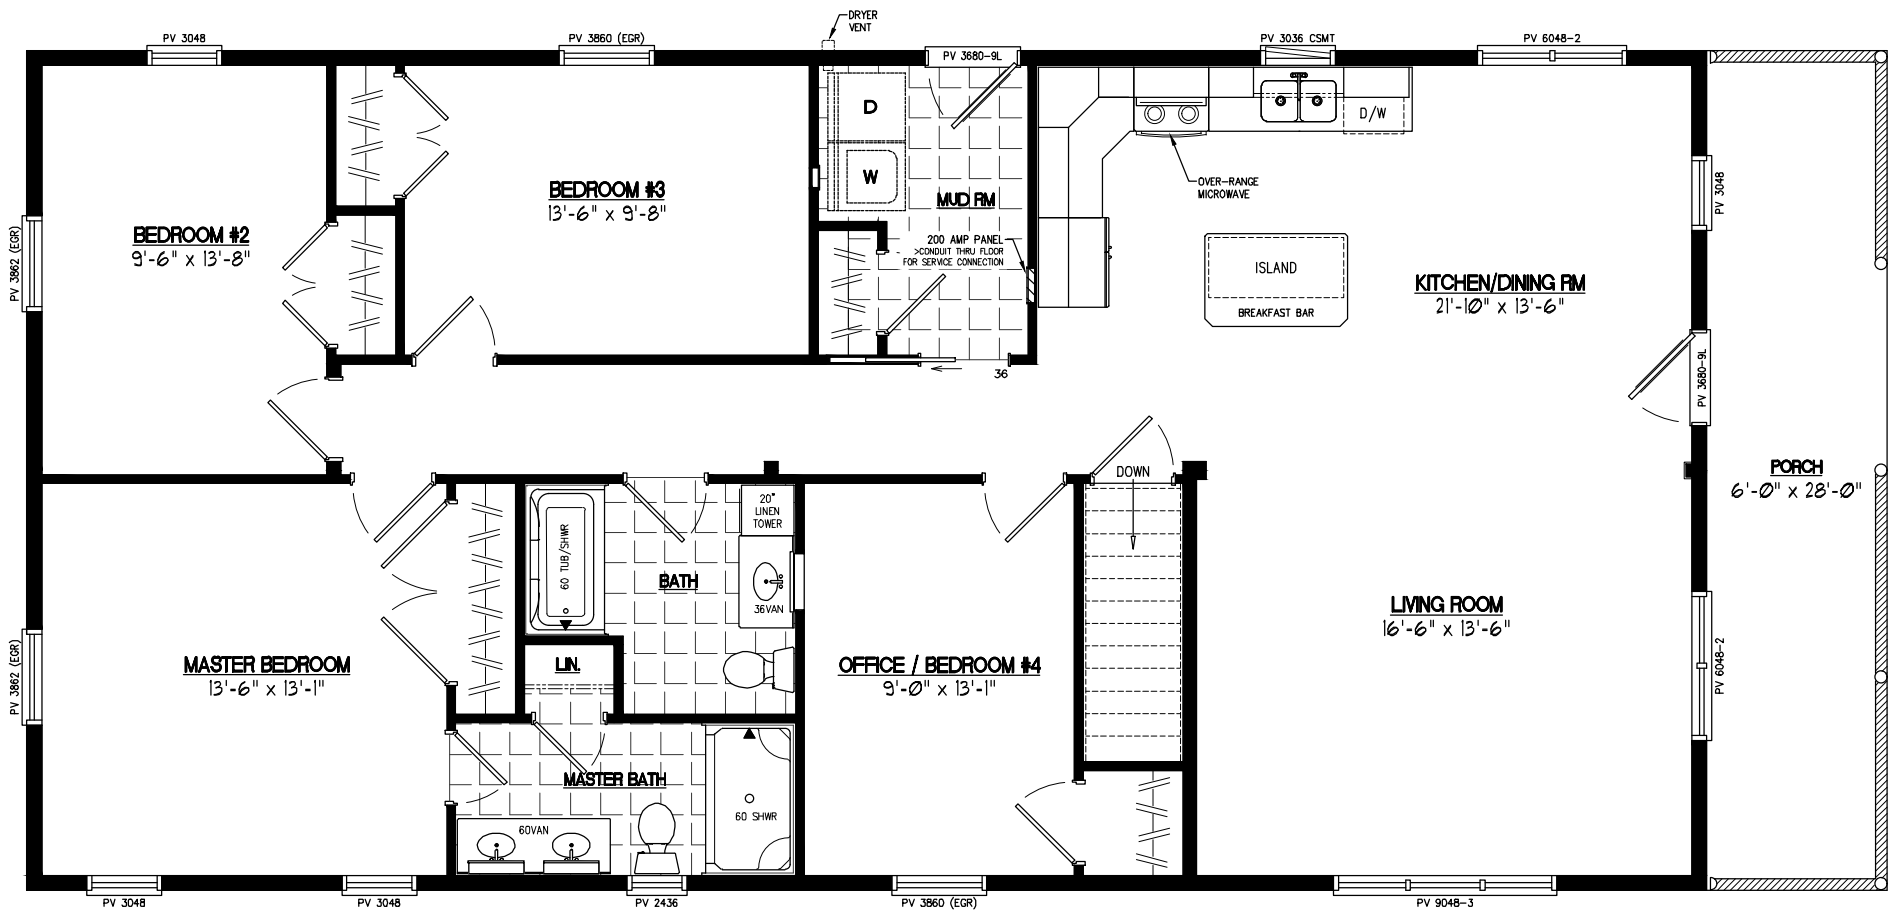 DRYER
VENT
PV 3048
PV 3860 (EGR)
PV 3680-9L
PV 3036 CSMT
PV 6048-2
D
W
D/W
OVER-RANGE
MICROWAVE
PV 3048
BEDROOM #3
13'-6" x 9'-8"
MUD RM
BEDROOM #2
9'-6" x 13'-8"
PV 3862 (EGR)
200 AMP PANEL
>CONDUIT THRU FLOOR
FOR SERVICE CONNECTION
ISLAND
BREAKFAST BAR
KITCHEN/DINING RM
21'-10" x 13'-6"
36
PV 3680-9L
PORCH
6'-0" x 28'-0"
DOWN
20"
LINEN
TOWER
60 TUB/SHWR
BATH
36VAN
LIVING ROOM
16'-6" x 13'-6"
MASTER BEDROOM
13'-6" x 13'-1"
PV 3862 (EGR)
LIN.
OFFICE / BEDROOM #4
9'-0" x 13'-1"
PV 6048-2
MASTER BATH
60VAN
60 SHWR
PV 3048
PV 3048
PV 2436
PV 3860 (EGR)
PV 9048-3